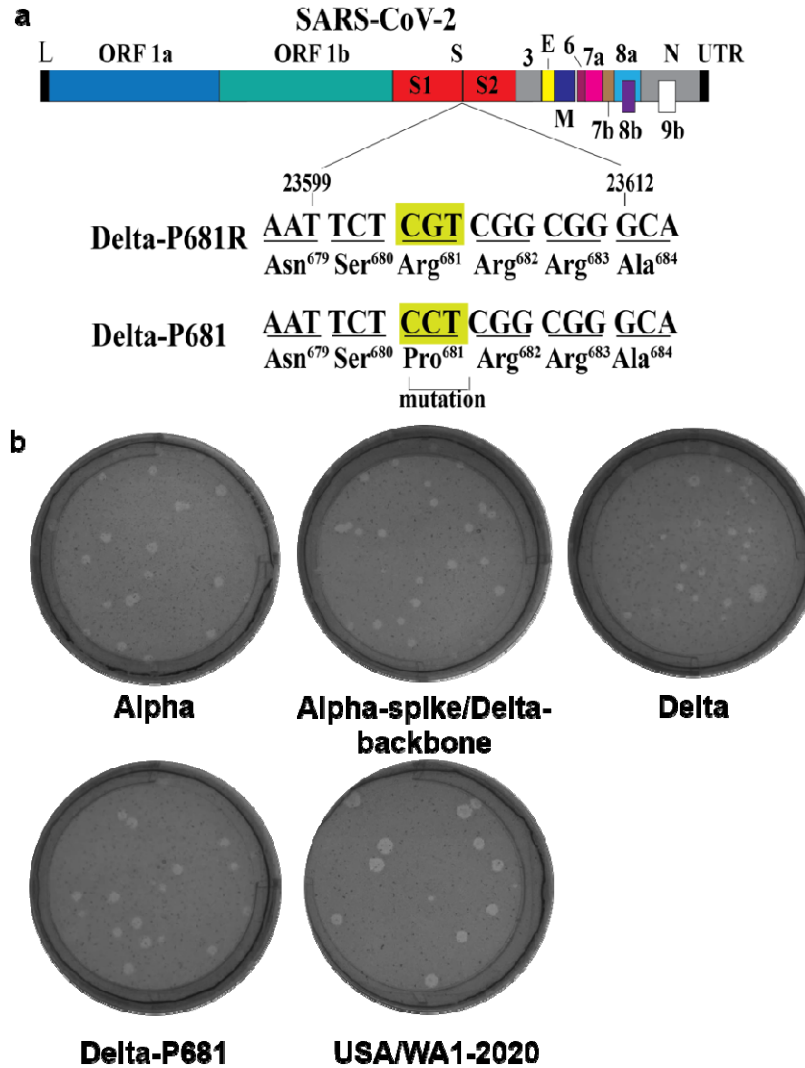 a
SARS-CoV-2
L ORF 1a ORF 1b S 3 E 6 7a 8a N UTR
S1 S2
M 7b 8b 9b
23599 23612
Delta-P681R AAT TCT CGT CGG CGG GCA
Asn679 Ser680 Arg681 Arg682 Arg683 Ala684
Delta-P681 AAT TCT CCT CGG CGG GCA
Asn679 Ser680 Pro681 Arg682 Arg683 Ala684
mutation
b
Alpha
Alpha-spike/Delta-
backbone
Delta
Delta-P681
USA/WA1-2020